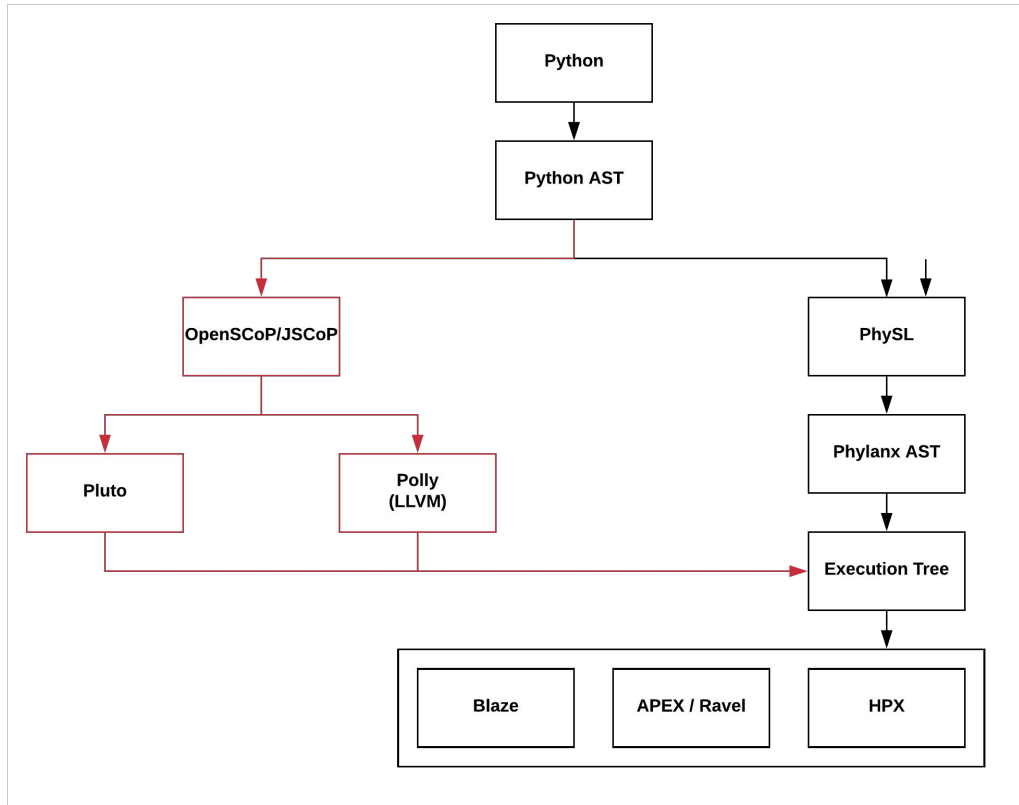 Python
Python AST
OpenSCoP/JSCoP
PhySL
Phylanx AST
Pluto
Polly
(LLVM)
Execution Tree
Blaze
APEX / Ravel
HPX